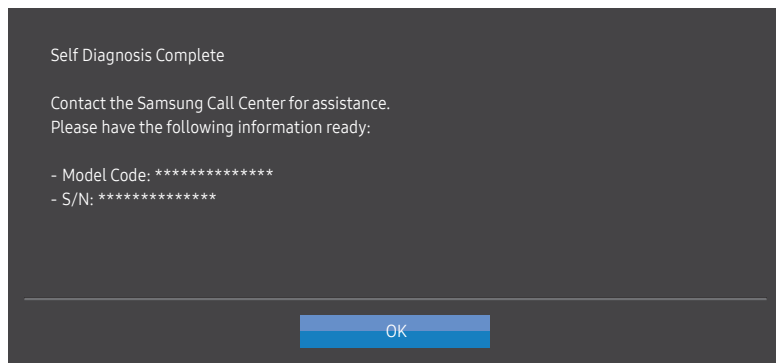 Self Diagnosis Complete
Contact the Samsung Call Center for assistance.
Please have the following information ready:
- Model Code: **************
- S/N: **************
OK